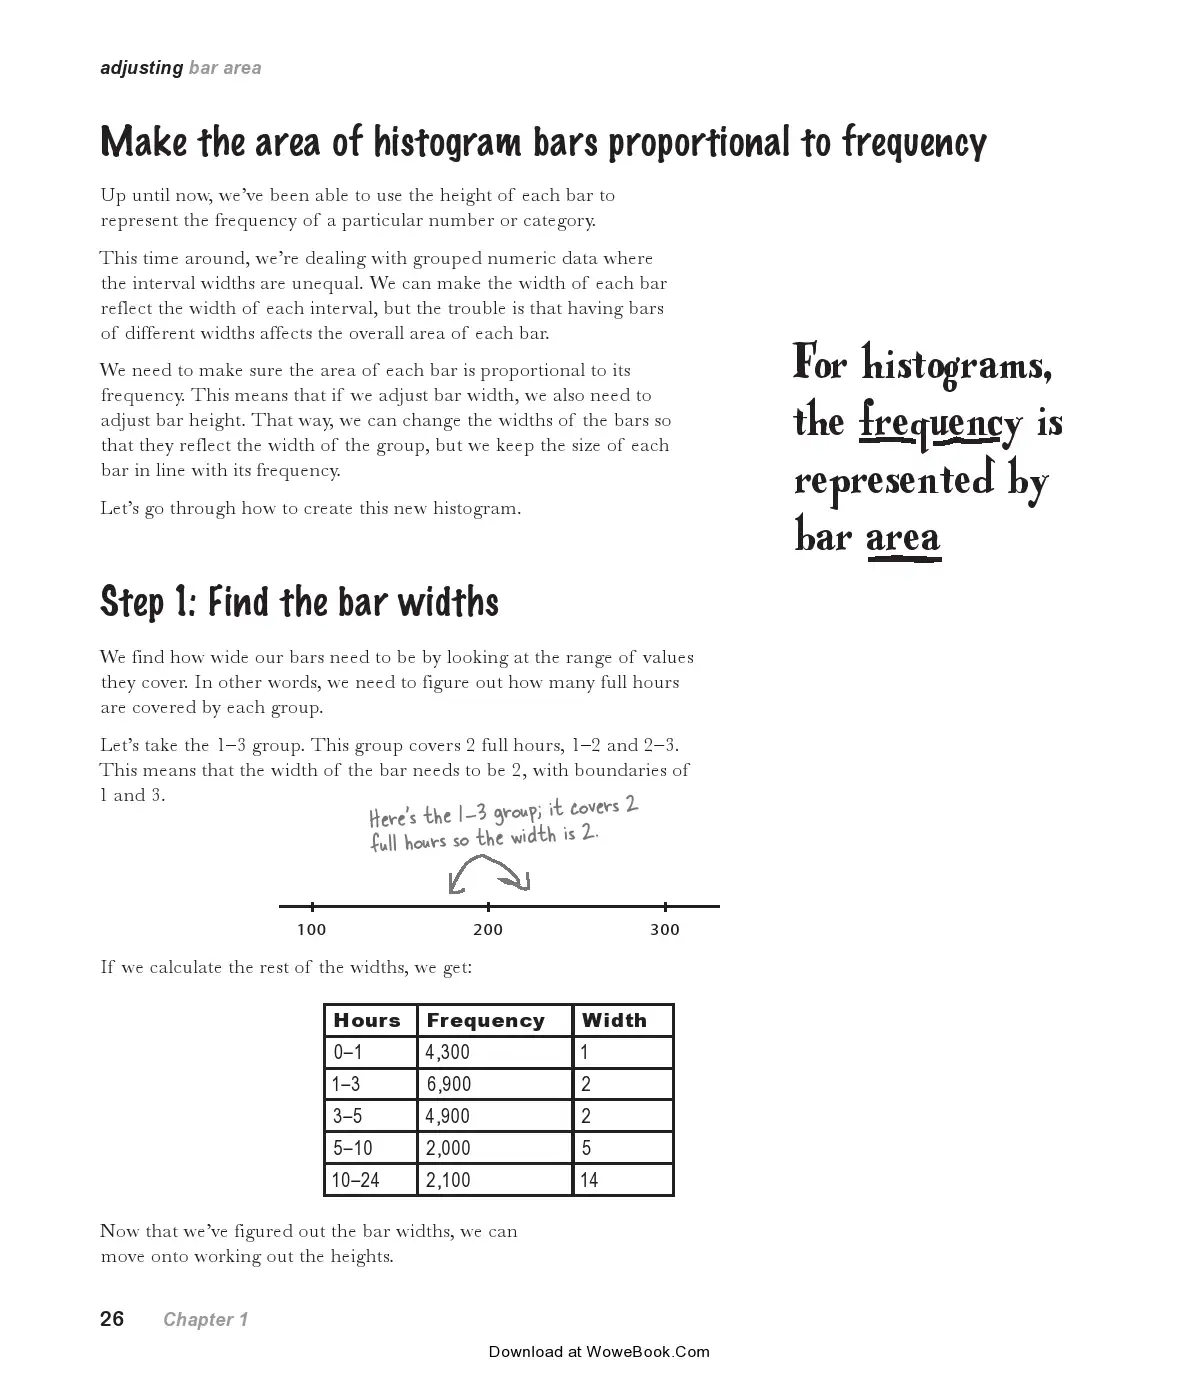 adjusting bar area
Make the area of histogram bars proportional to frequency
Up until now, we've been able to use the height of each bar to
represent the frequency of a particular number or category.
This time around, we're dealing with grouped numeric data where
the interval widths are unequal. We can make the width of each bar
reflect the width of each interval, but the trouble is that having bars
of different widths affects the overall area of each bar.
We need to make sure the area of each bar is proportional to its
frequency. This means that if we adjust bar width, we also need to
adjust bar height. That way, we can change the widths of the bars so
that they reflect the width of the group, but we keep the size of each
bar in line with its frequency.
Let's go through how to create this new histogram.
For histograms,
the frequency is
represented by
bar area
Step 1: Find the bar widths
We find how wide our bars need to be by looking at the range of values
they cover. In other words, we need to figure out how many full hours
are covered by each group.
Let's take the 1–3 group. This group covers 2 full hours, 1–2 and 2–3.
This means that the width of the bar needs to be 2, with boundaries of
1 and 3.
Here's the 1–3 group; it covers 2
full hours so the width is 2.
100 200 300
If we calculate the rest of the widths, we get:
Hours Frequency Width
0–1 4,300 1
1–3 6,900 2
3–5 4,900 2
5–10 2,000 5
10–24 2,100 14
Now that we've figured out the bar widths, we can
move onto working out the heights.
26 Chapter 1
Download at WoweBook.Com